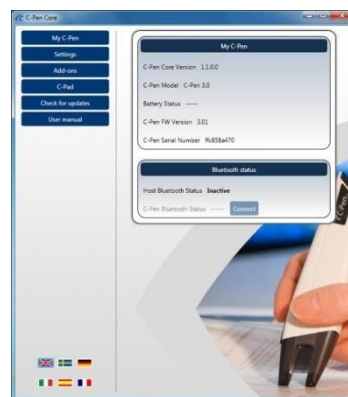 C-Pen Core
My C-Pen
Settings
Add-ons
C-Pad
Check for updates
User manual
My C-Pen
C-Pen Core Version 1.1.0.0
C-Pen Model C-Pen 3.0
Battery Status -----
C-Pen FW Version 3.01
C-Pen Serial Number ffc658a470
Bluetooth status
Host Bluetooth Status Inactive
C-Pen Bluetooth Status ----- Connect
C-Pen